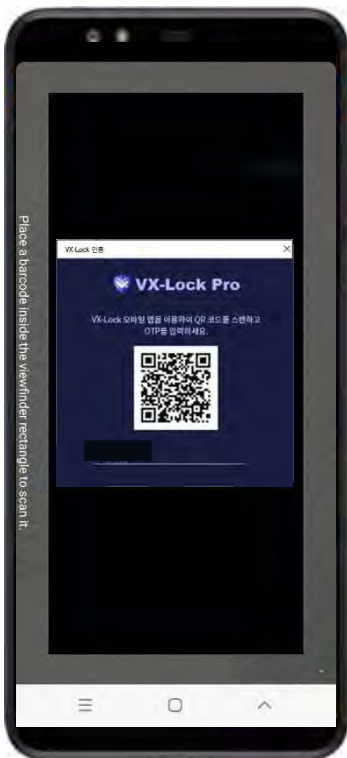 Place a barcode inside the viewfinder rectangle to scan it.
VX-Lock 인증
VX-Lock Pro
VX-Lock 모바일 앱을 이용하여 QR 코드를 스캔하고
OTP를 입력하세요.